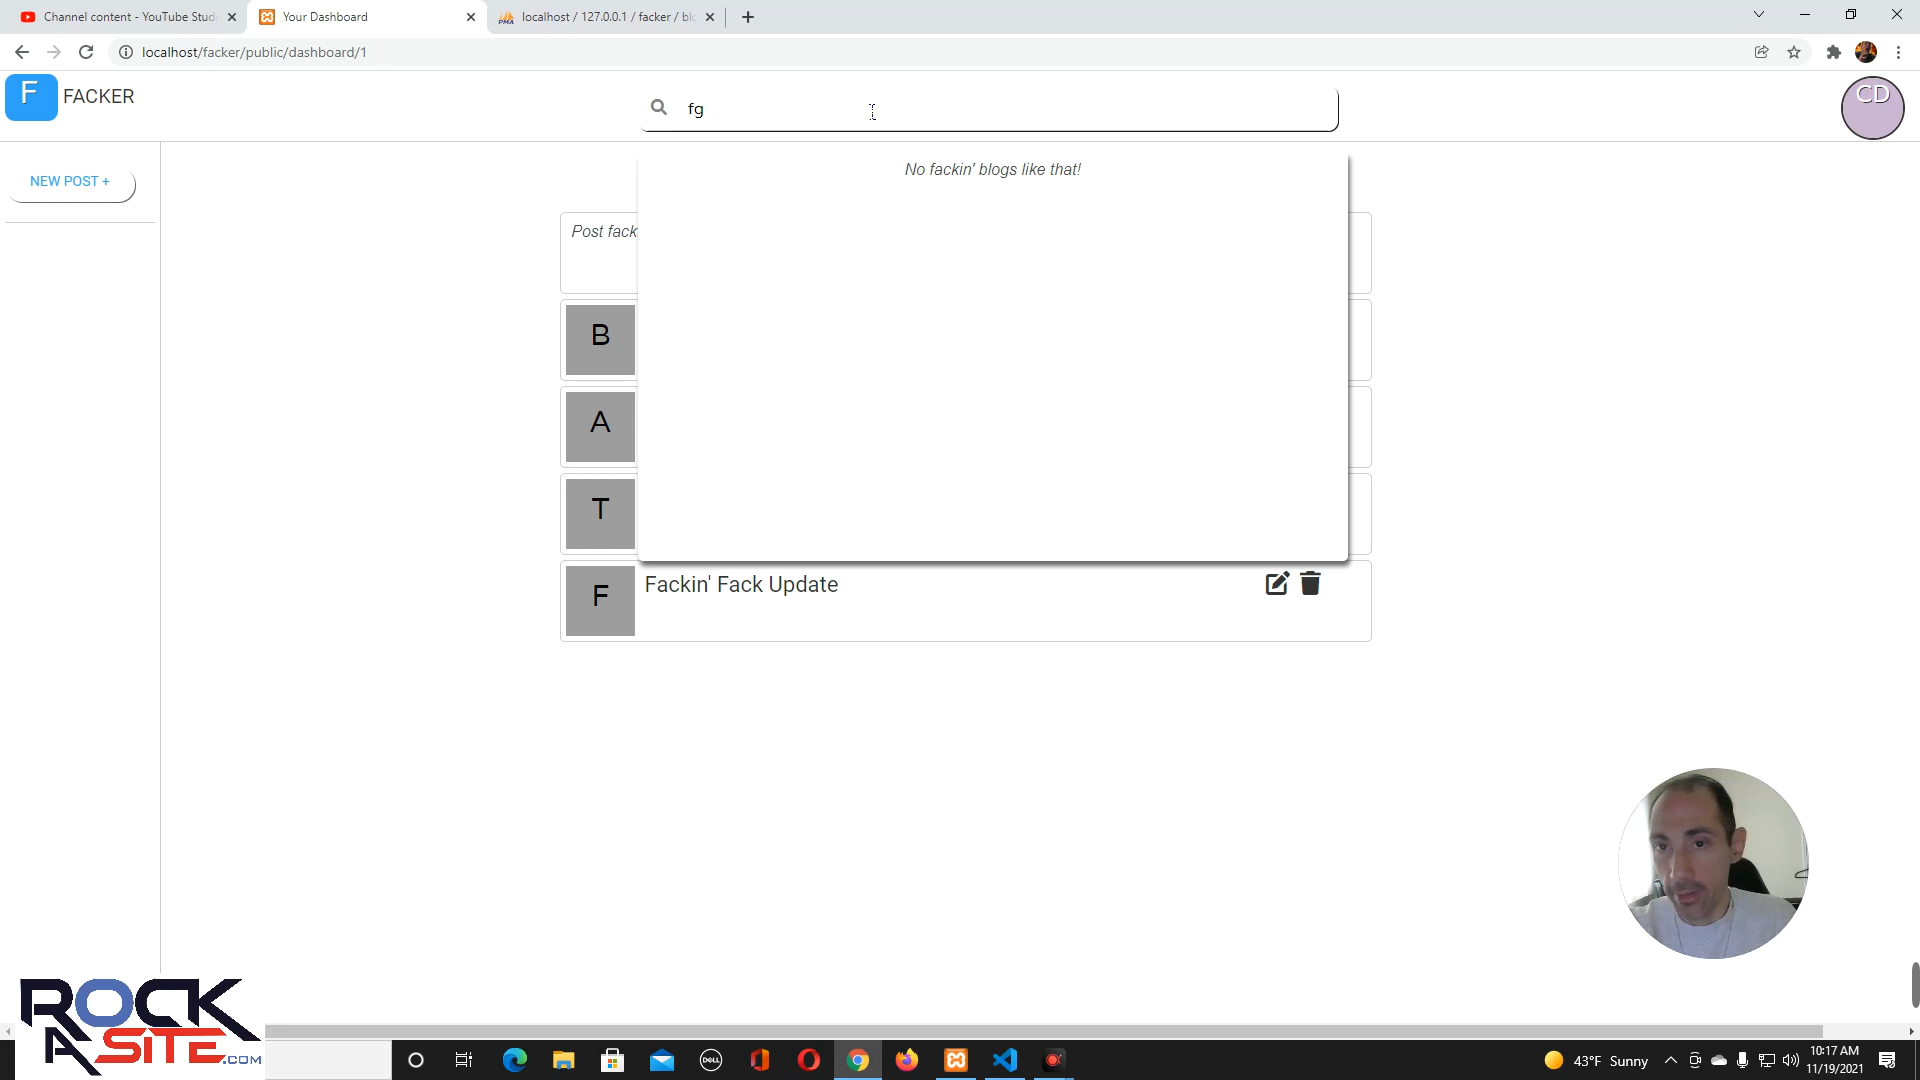 Channel content - YouTube Stud
Your Dashboard
localhost / 127.0.0.1 / facker / bl
localhost/facker/public/dashboard/1
F FACKER
fg
CD
NEW POST +
No fackin' blogs like that!
Post fack
B
A
T
F Fackin' Fack Update
ROCK
A SITE.COM
DELL
43°F Sunny
10:17 AM
11/19/2021